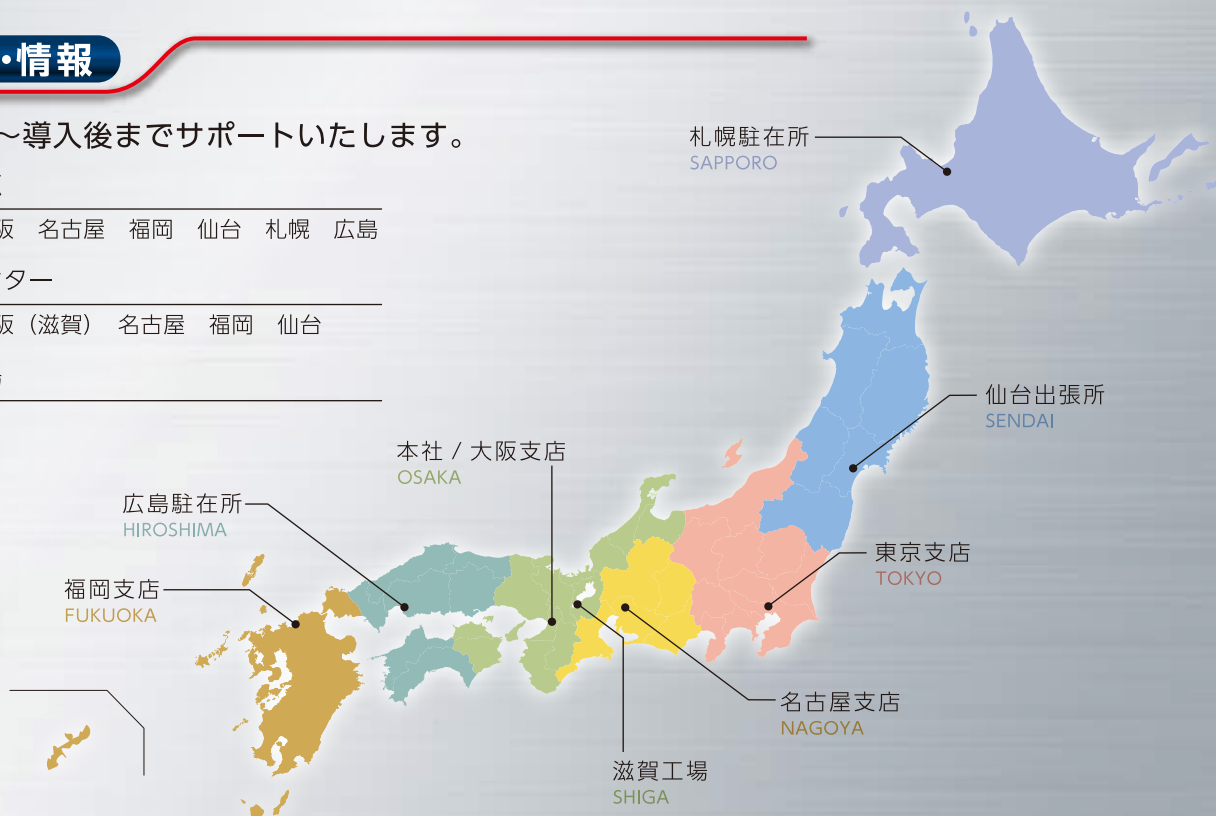 ・情報
～導入後までサポートいたします。
阪 名古屋 福岡 仙台 札幌 広島
ター
阪（滋賀） 名古屋 福岡 仙台
札幌駐在所
SAPPORO
仙台出張所
SENDAI
本社 / 大阪支店
OSAKA
広島駐在所
HIROSHIMA
東京支店
TOKYO
福岡支店
FUKUOKA
名古屋支店
NAGOYA
滋賀工場
SHIGA